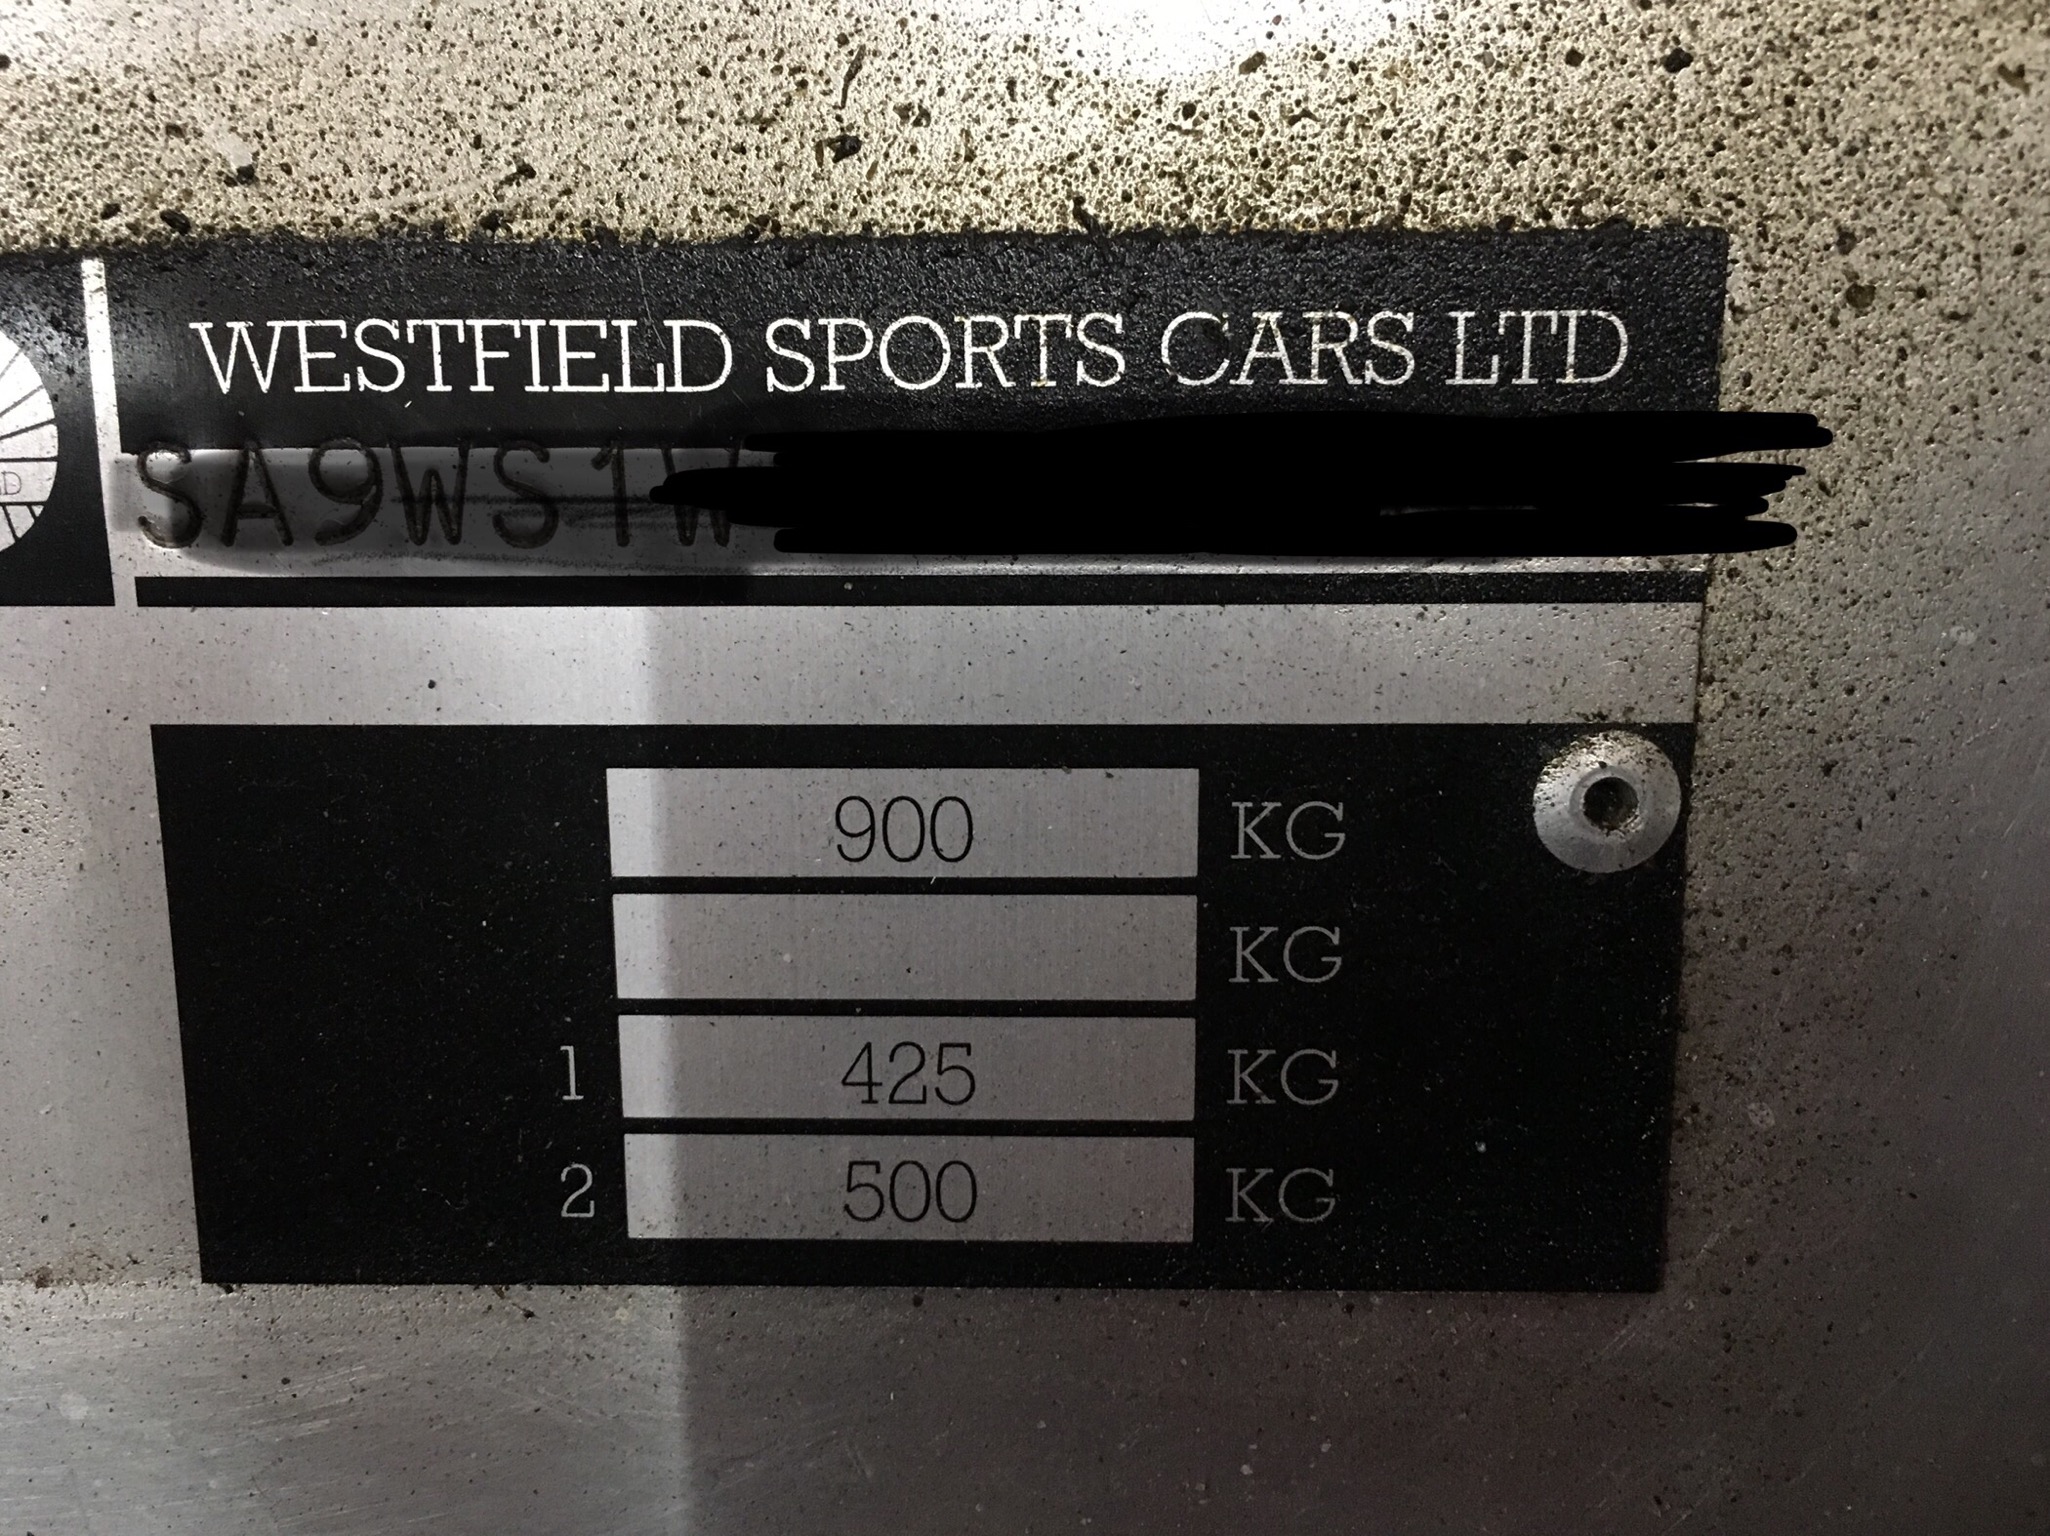 WESTFIELD SPORTS CARS LTD
SA9WS1W
900 KG
KG
1 425 KG
2 500 KG